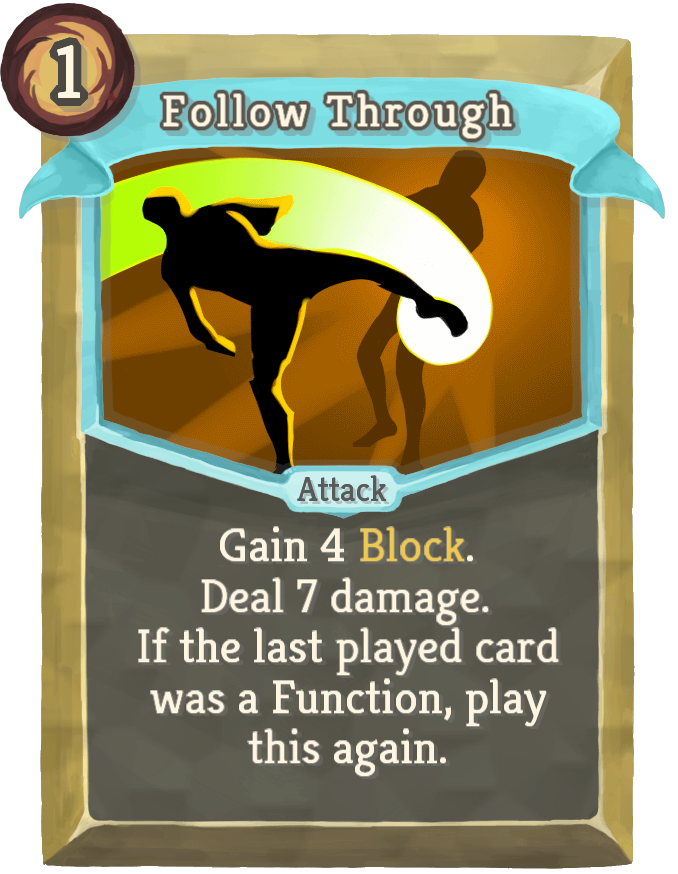 1
Follow Through
Attack
Gain 4 Block.
Deal 7 damage.
If the last played card
was a Function, play
this again.